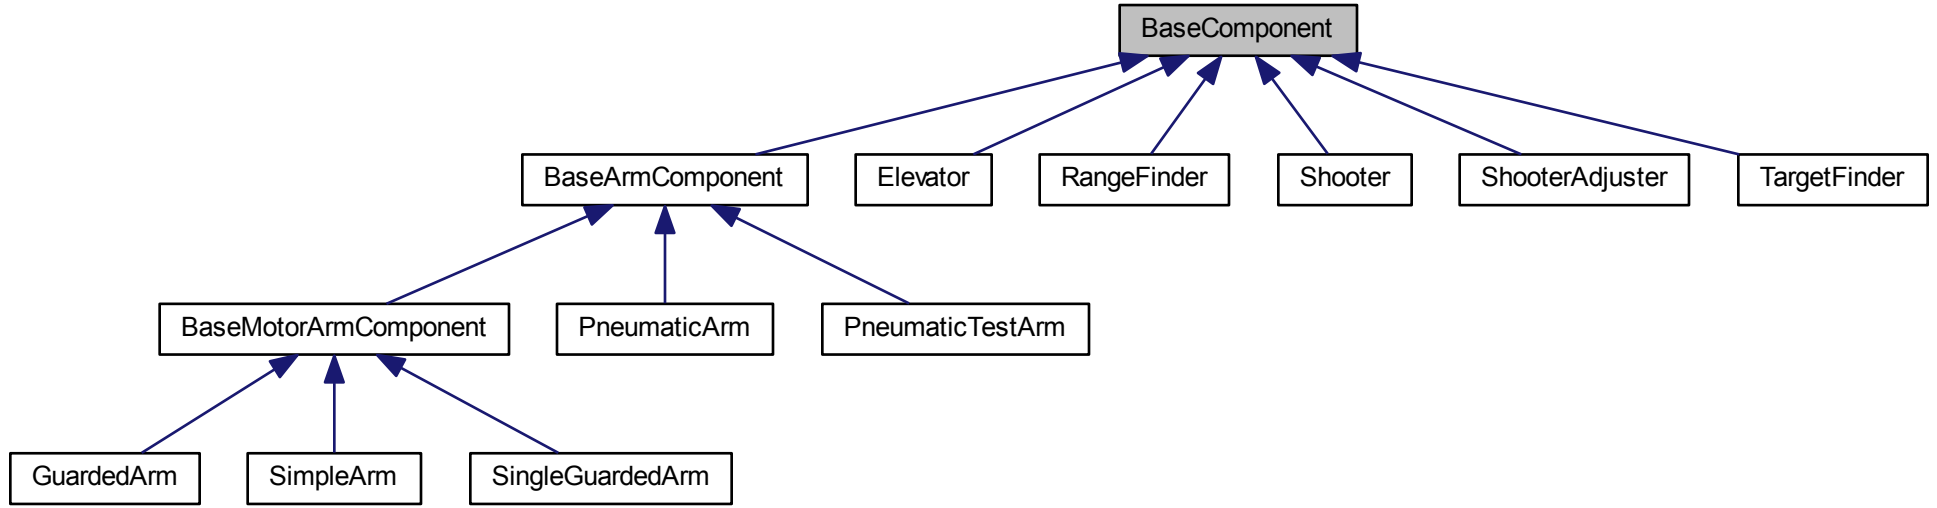 BaseComponent
BaseArmComponent
Elevator
RangeFinder
Shooter
ShooterAdjuster
TargetFinder
BaseMotorArmComponent
PneumaticArm
PneumaticTestArm
GuardedArm
SimpleArm
SingleGuardedArm